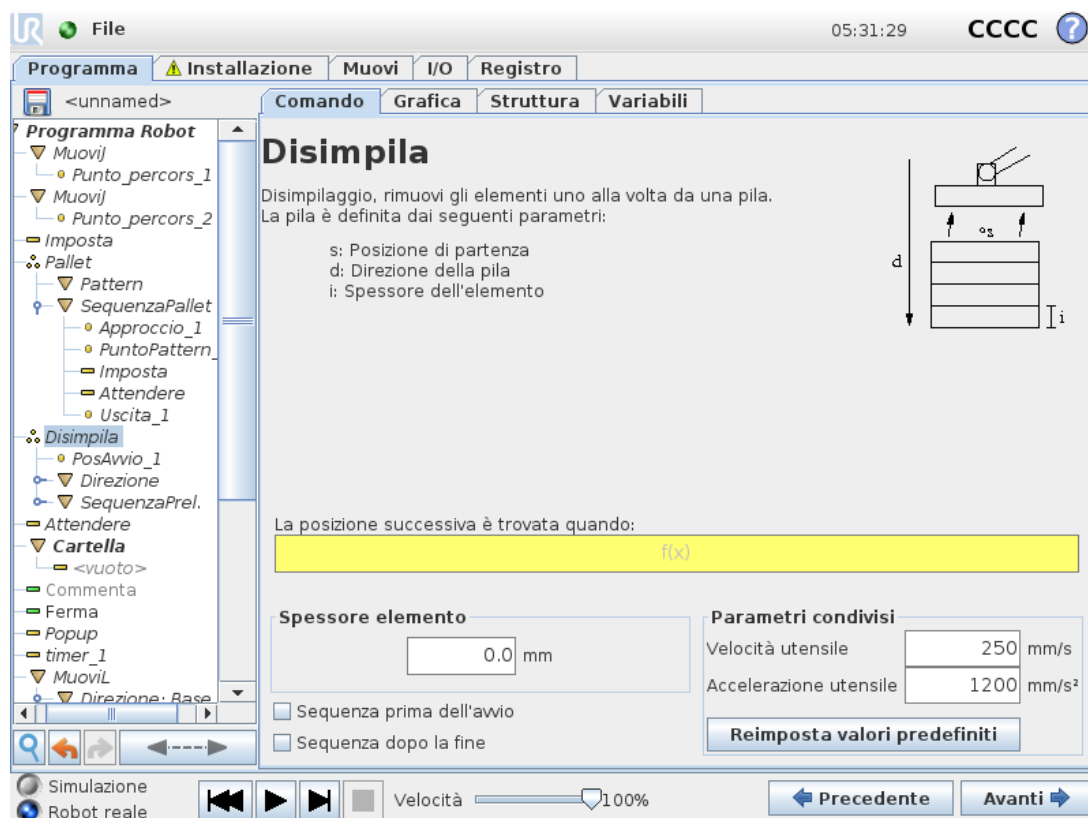 UR File 05:31:29 CCCC ?
Programma Installazione Muovi I/O Registro
<unnamed>
Comando Grafica Struttura Variabili
Programma Robot
MuoviJ
Punto_percors_1
MuoviJ
Punto_percors_2
Imposta
Pallet
Pattern
SequenzaPallet
Approccio_1
PuntoPattern_
Imposta
Attendere
Uscita_1
Disimpila
PosAvvio_1
Direzione
SequenzaPrel.
Attendere
Cartella
<vuoto>
Commenta
Ferma
Popup
timer_1
MuoviL
Direzione: Base
Disimpila
Disimpilaggio, rimuovi gli elementi uno alla volta da una pila.
La pila è definita dai seguenti parametri:
s: Posizione di partenza
d: Direzione della pila
i: Spessore dell'elemento
s
d
i
La posizione successiva è trovata quando:
f(x)
Spessore elemento
0.0 mm
Sequenza prima dell'avvio
Sequenza dopo la fine
Parametri condivisi
Velocità utensile 250 mm/s
Accelerazione utensile 1200 mm/s²
Reimposta valori predefiniti
Simulazione
Robot reale
Velocità 100%
Precedente Avanti